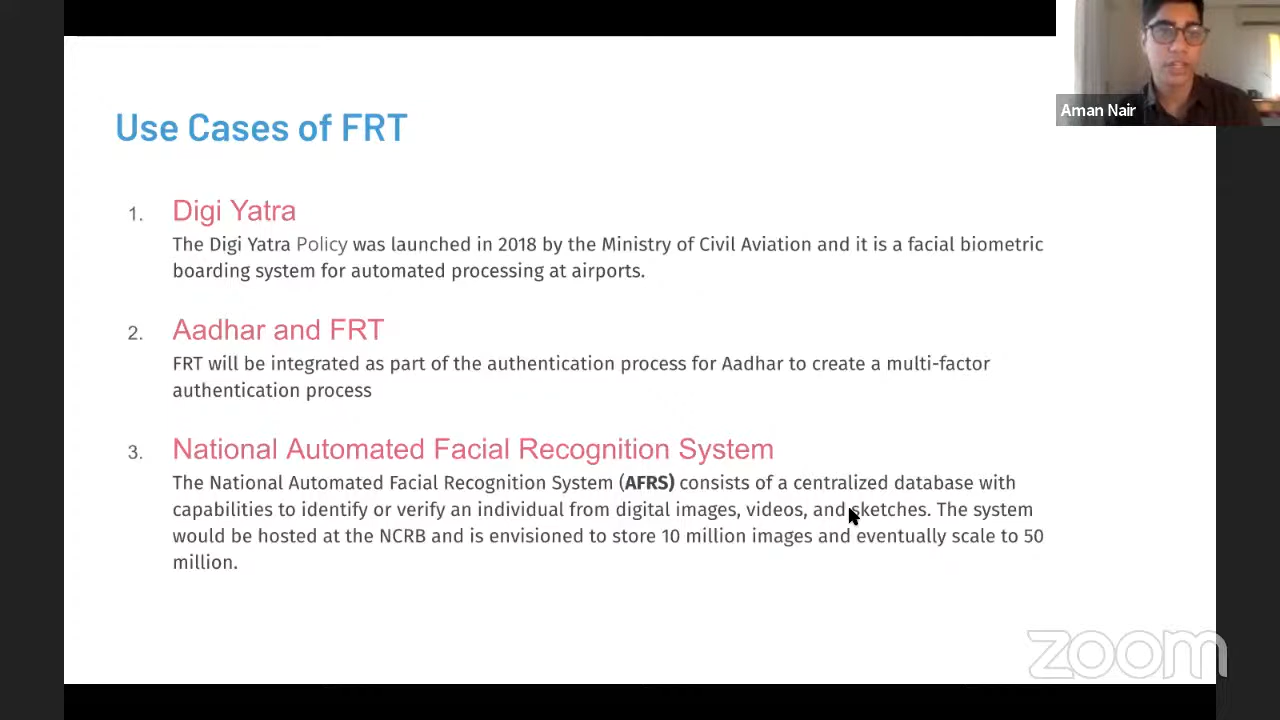 Aman Nair
Use Cases of FRT
1. Digi Yatra
The Digi Yatra Policy was launched in 2018 by the Ministry of Civil Aviation and it is a facial biometric
boarding system for automated processing at airports.
2. Aadhar and FRT
FRT will be integrated as part of the authentication process for Aadhar to create a multi-factor
authentication process
3. National Automated Facial Recognition System
The National Automated Facial Recognition System (AFRS) consists of a centralized database with
capabilities to identify or verify an individual from digital images, videos, and sketches. The system
would be hosted at the NCRB and is envisioned to store 10 million images and eventually scale to 50
million.
zoom